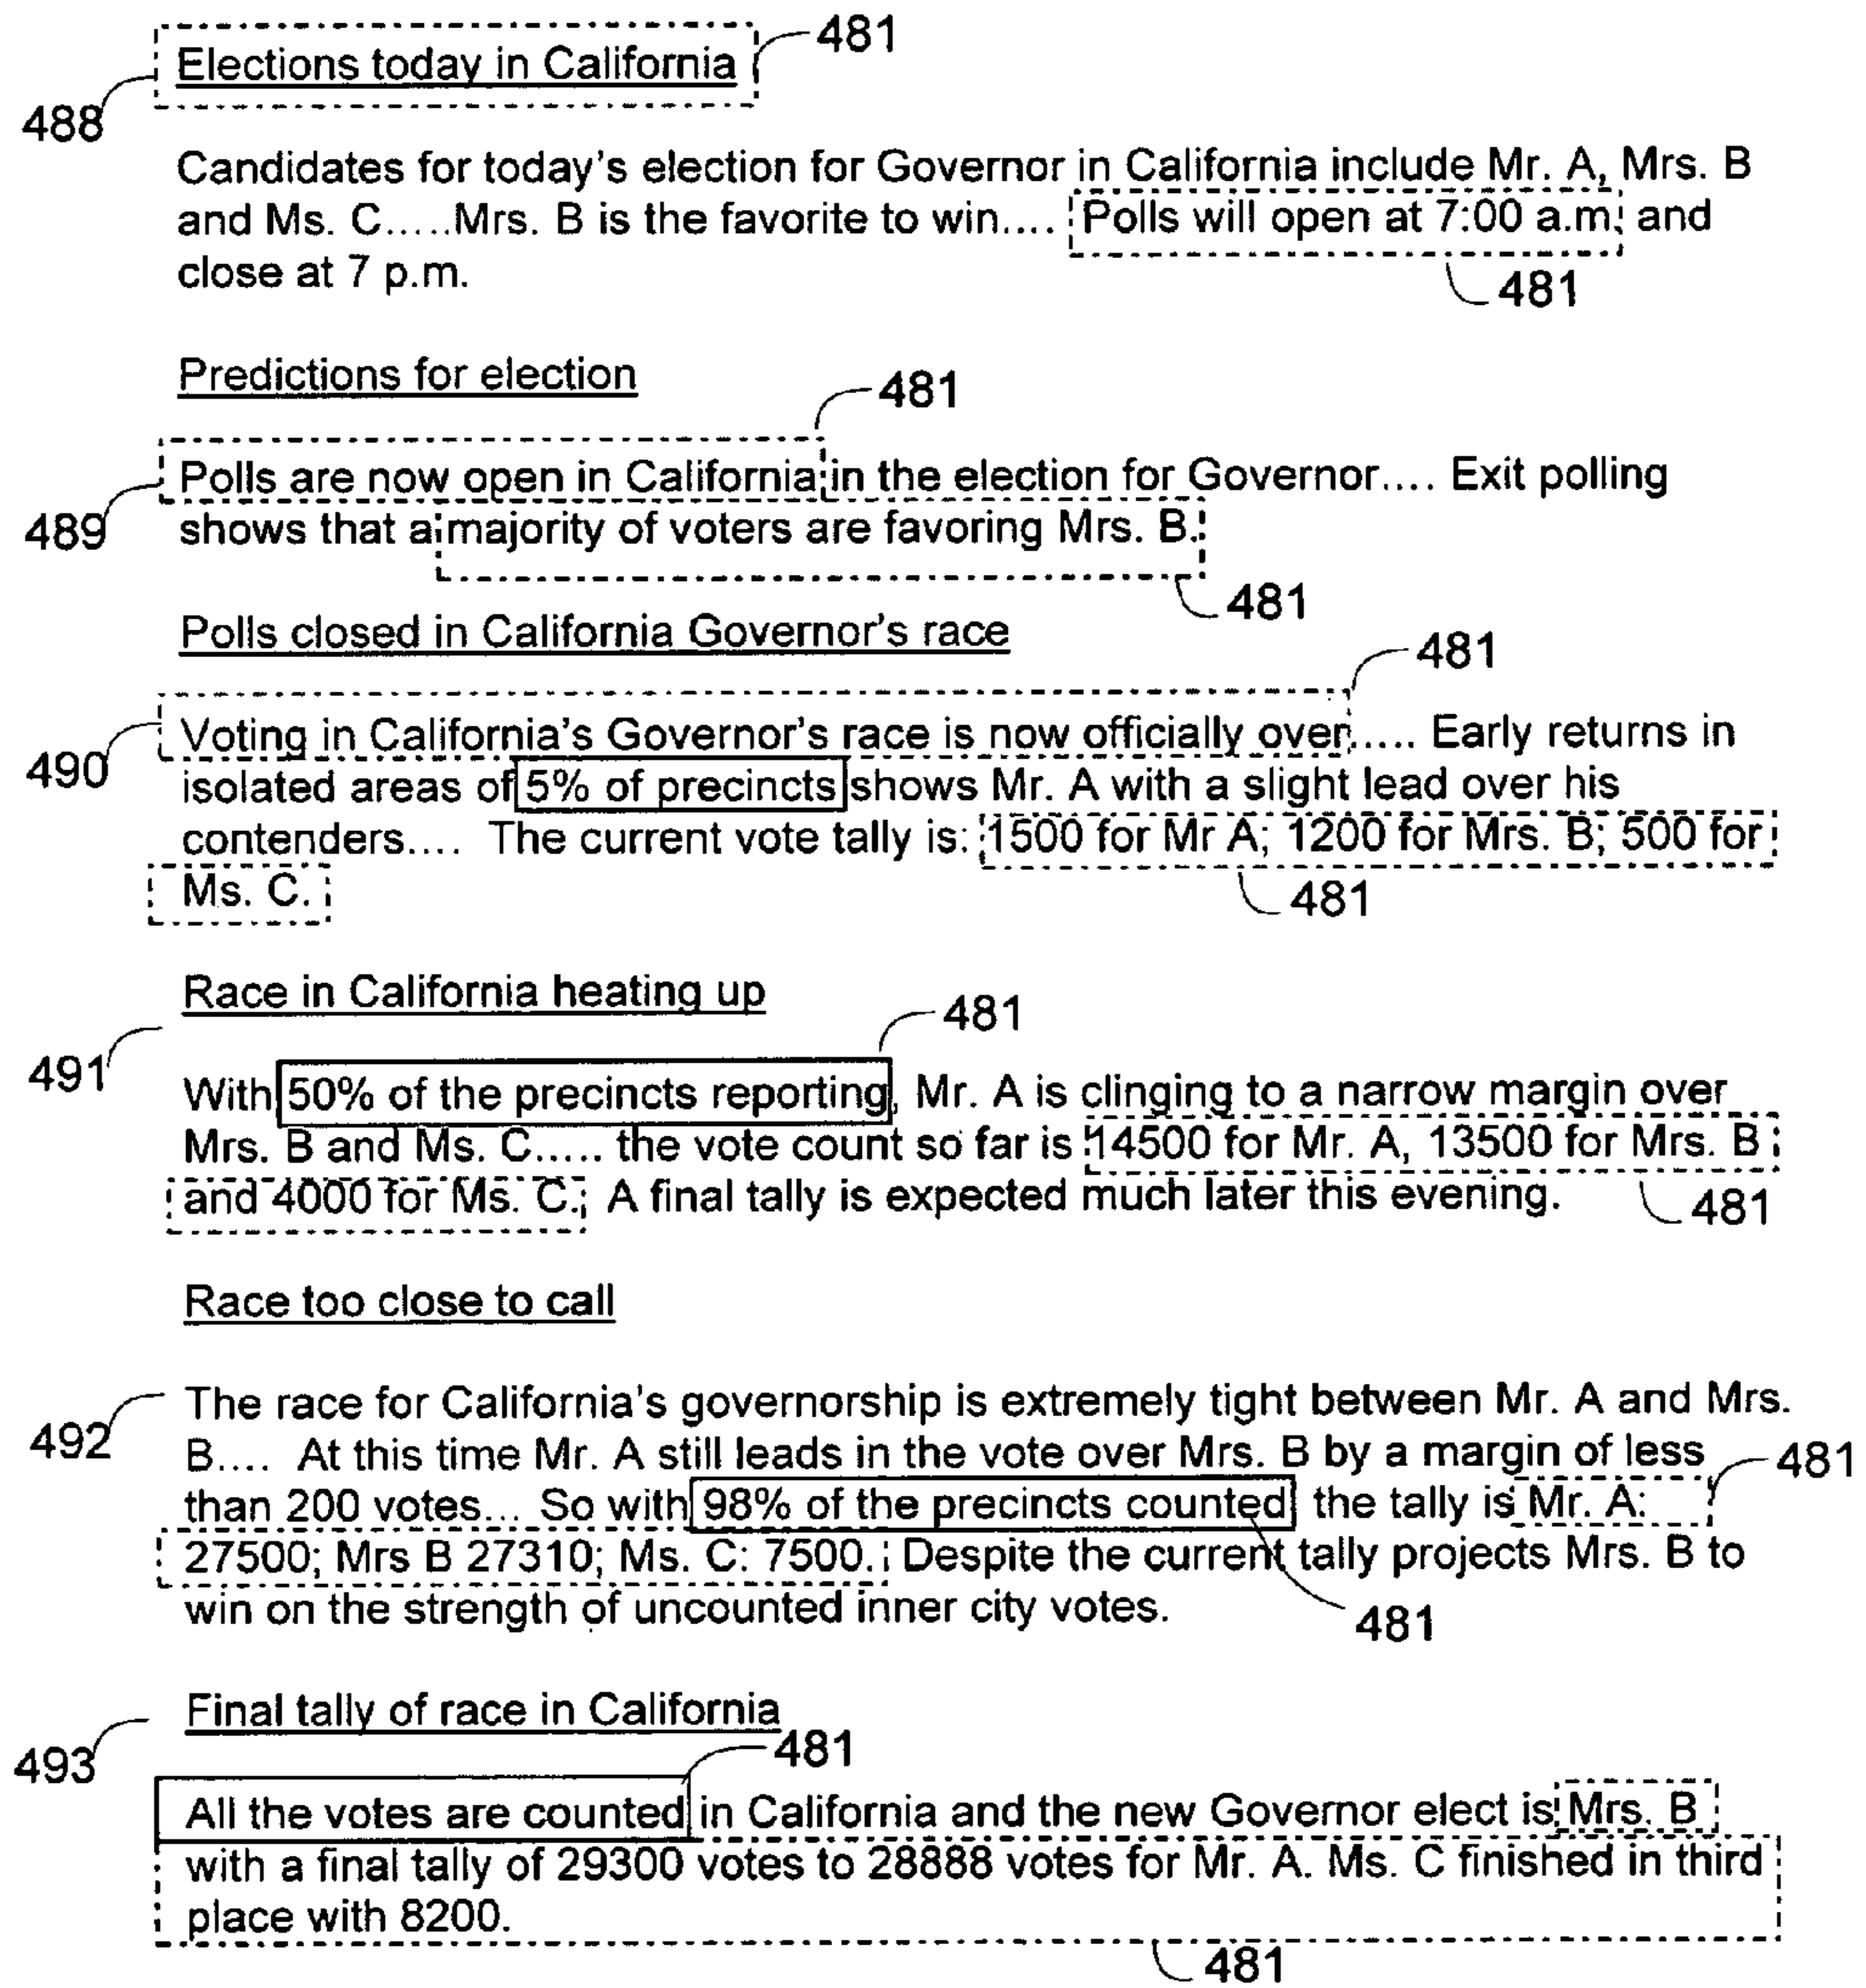 481
Elections today in California
488
Candidates for today's election for Governor in California include Mr. A, Mrs. B
and Ms. C.....Mrs. B is the favorite to win.... Polls will open at 7:00 a.m. and
close at 7 p.m.
481
Predictions for election
481
Polls are now open in California in the election for Governor.... Exit polling
489
shows that a majority of voters are favoring Mrs. B.
481
Polls closed in California Governor's race
481
Voting in California's Governor's race is now officially over..... Early returns in
490
isolated areas of 5% of precincts shows Mr. A with a slight lead over his
contenders.... The current vote tally is: 1500 for Mr A; 1200 for Mrs. B; 500 for
Ms. C.
481
Race in California heating up
481
491
With 50% of the precincts reporting, Mr. A is clinging to a narrow margin over
Mrs. B and Ms. C..... the vote count so far is 14500 for Mr. A, 13500 for Mrs. B
and 4000 for Ms. C. A final tally is expected much later this evening.
481
Race too close to call
The race for California's governorship is extremely tight between Mr. A and Mrs.
492
B.... At this time Mr. A still leads in the vote over Mrs. B by a margin of less
481
than 200 votes... So with 98% of the precincts counted the tally is Mr. A:
27500; Mrs B 27310; Ms. C: 7500. Despite the current tally projects Mrs. B to
win on the strength of uncounted inner city votes.
481
Final tally of race in California
493
481
All the votes are counted in California and the new Governor elect is Mrs. B
with a final tally of 29300 votes to 28888 votes for Mr. A. Ms. C finished in third
place with 8200.
481